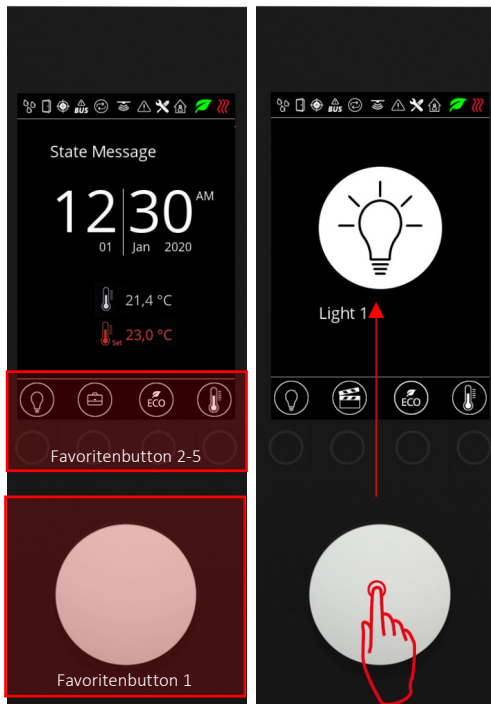 BUS
State Message
12 30 AM
01 Jan 2020
21,4 °C
Set 23,0 °C
ECO
Favoritenbutton 2-5
Favoritenbutton 1
BUS
Light 1
ECO